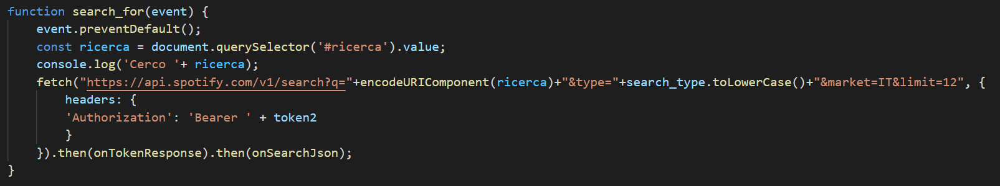 function search_for(event) {
    event.preventDefault();
    const ricerca = document.querySelector('#ricerca').value;
    console.log('Cerco '+ ricerca);
    fetch("https://api.spotify.com/v1/search?q="+encodeURIComponent(ricerca)+"&type="+search_type.toLowerCase()+"&market=IT&limit=12", {
        headers: {
        'Authorization': 'Bearer ' + token2
        }
    }).then(onTokenResponse).then(onSearchJson);
}